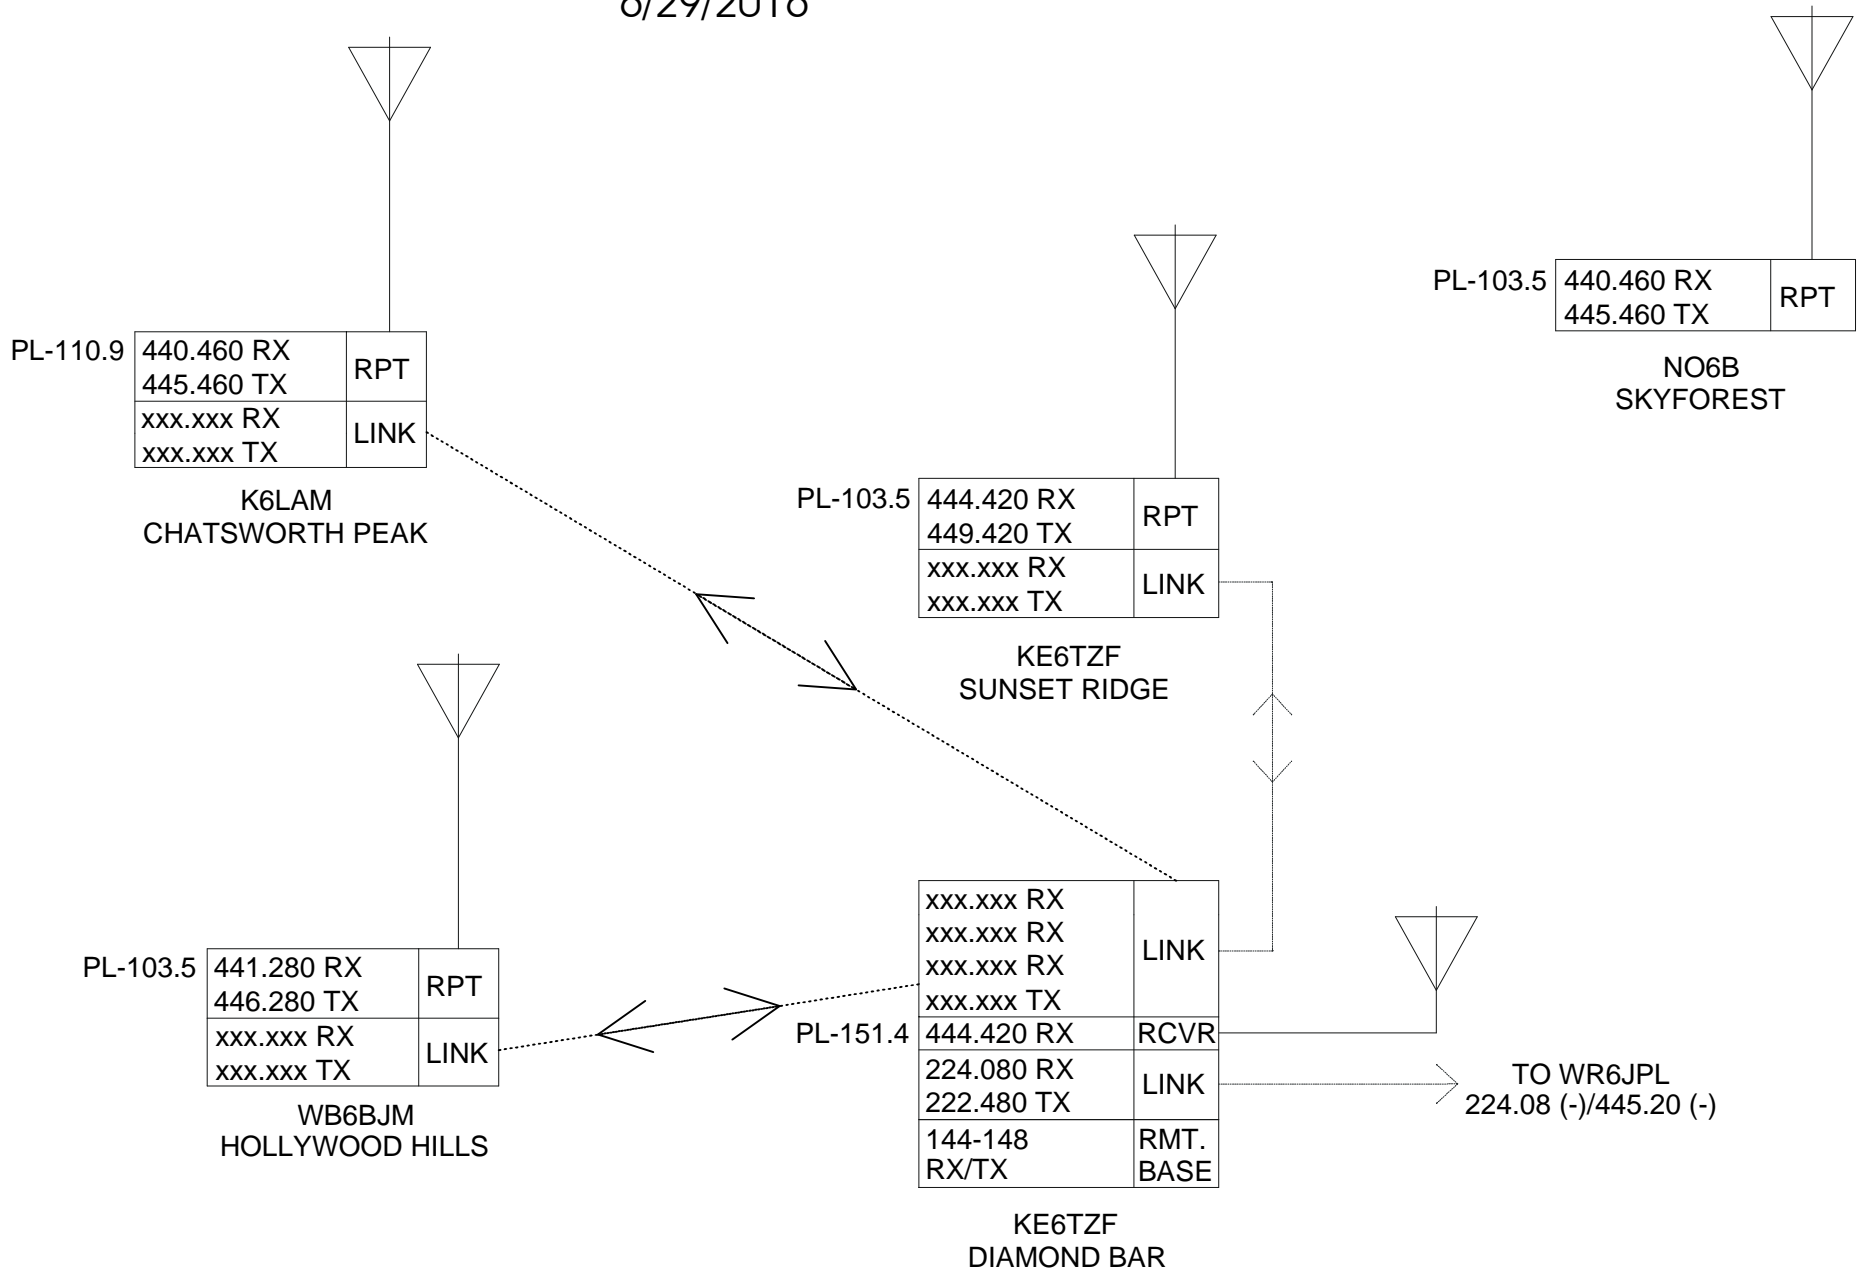 6/29/2016
PL-110.9
440.460 RX
445.460 TX
RPT
xxx.xxx RX
xxx.xxx TX
LINK
K6LAM
CHATSWORTH PEAK
PL-103.5
440.460 RX
445.460 TX
RPT
NO6B
SKYFOREST
PL-103.5
444.420 RX
449.420 TX
RPT
xxx.xxx RX
xxx.xxx TX
LINK
KE6TZF
SUNSET RIDGE
PL-103.5
441.280 RX
446.280 TX
RPT
xxx.xxx RX
xxx.xxx TX
LINK
WB6BJM
HOLLYWOOD HILLS
xxx.xxx RX
xxx.xxx RX
xxx.xxx RX
xxx.xxx TX
LINK
PL-151.4
444.420 RX
RCVR
224.080 RX
222.480 TX
LINK
144-148
RX/TX
RMT.
BASE
KE6TZF
DIAMOND BAR
TO WR6JPL
224.08 (-)/445.20 (-)